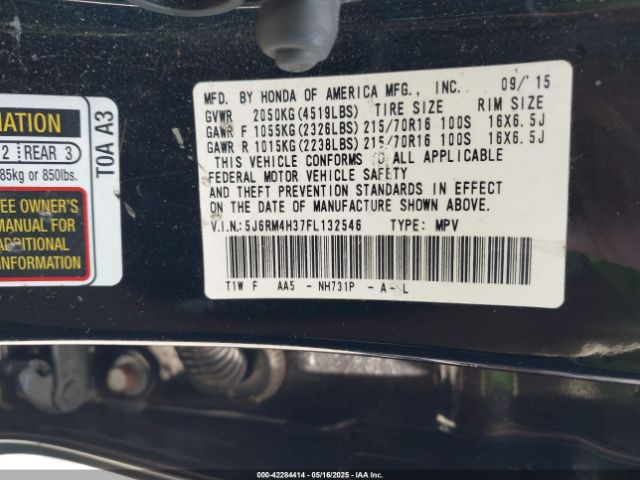 MATION
2 REAR 3
85kg or 850lbs.
EE OWNER'S
MANUAL FOR
ADDITIONAL
INFORMATION
T0A A3
MFD. BY HONDA OF AMERICA MFG., INC. 09/'15
GVWR 2050KG(4519LBS) TIRE SIZE RIM SIZE
GAWR F 1055KG(2326LBS) 215/70R16 100S 16X6.5J
GAWR R 1015KG(2238LBS) 215/70R16 100S 16X6.5J
THIS VEHICLE CONFORMS TO ALL APPLICABLE
FEDERAL MOTOR VEHICLE SAFETY
AND THEFT PREVENTION STANDARDS IN EFFECT
ON THE DATE OF MANUFACTURE SHOWN ABOVE.
V.I.N:5J6RM4H37FL132546 TYPE: MPV
T1W F AA5 - NH731P - A- L
000-42284414 - 05/16/2025 - IAA Inc.